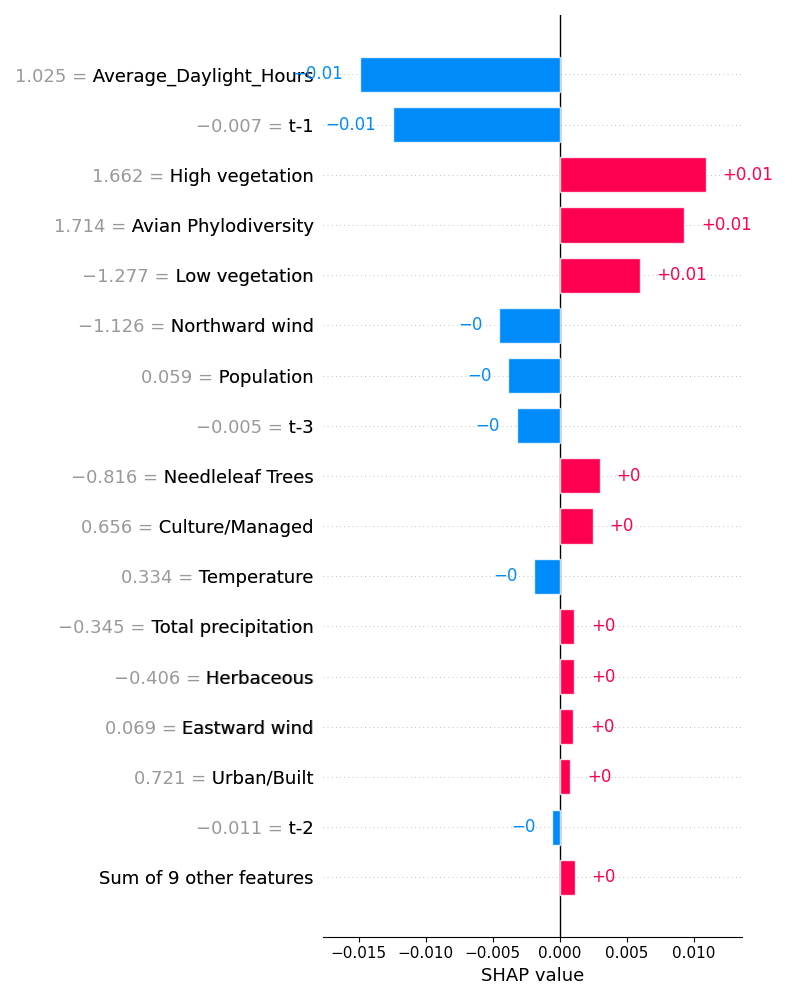 1.025 = Average_Daylight_Hours −0.01
−0.007 = t-1 −0.01
1.662 = High vegetation +0.01
1.714 = Avian Phylodiversity +0.01
−1.277 = Low vegetation +0.01
−1.126 = Northward wind −0
0.059 = Population −0
−0.005 = t-3 −0
−0.816 = Needleleaf Trees +0
0.656 = Culture/Managed +0
0.334 = Temperature −0
−0.345 = Total precipitation +0
−0.406 = Herbaceous +0
0.069 = Eastward wind +0
0.721 = Urban/Built +0
−0.011 = t-2 −0
Sum of 9 other features +0
−0.015 −0.010 −0.005 0.000 0.005 0.010
SHAP value